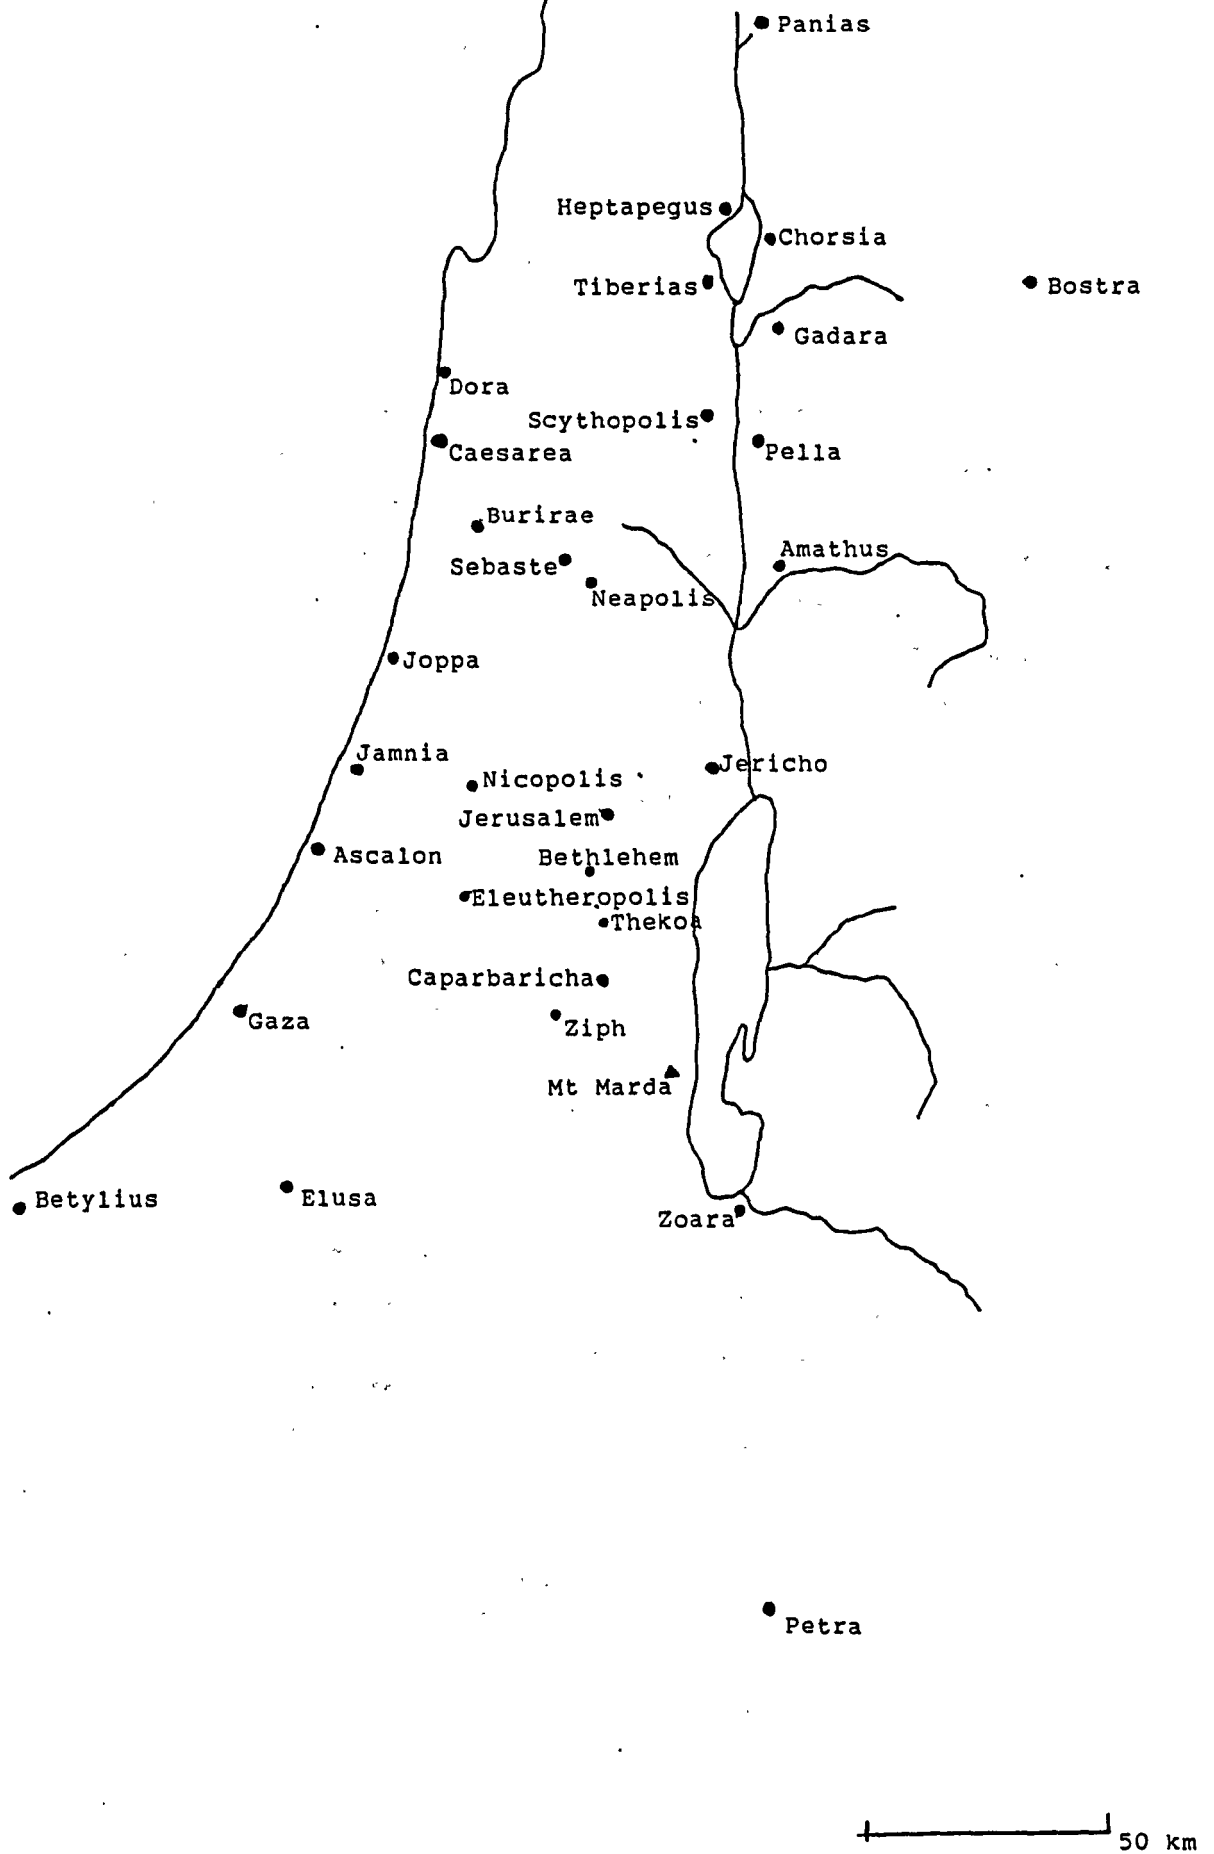 Panias
Heptapegus
Chorsia
Tiberias
Bostra
Gadara
Dora
Scythopolis
Caesarea
Pella
Burirae
Amathus
Sebaste
Neapolis
Joppa
Jamnia
Jericho
Nicopolis
Jerusalem
Ascalon
Bethlehem
Eleutheropolis
Thekoa
Caparbaricha
Gaza
Ziph
Mt Marda
Betylius
Elusa
Zoara
Petra
50 km